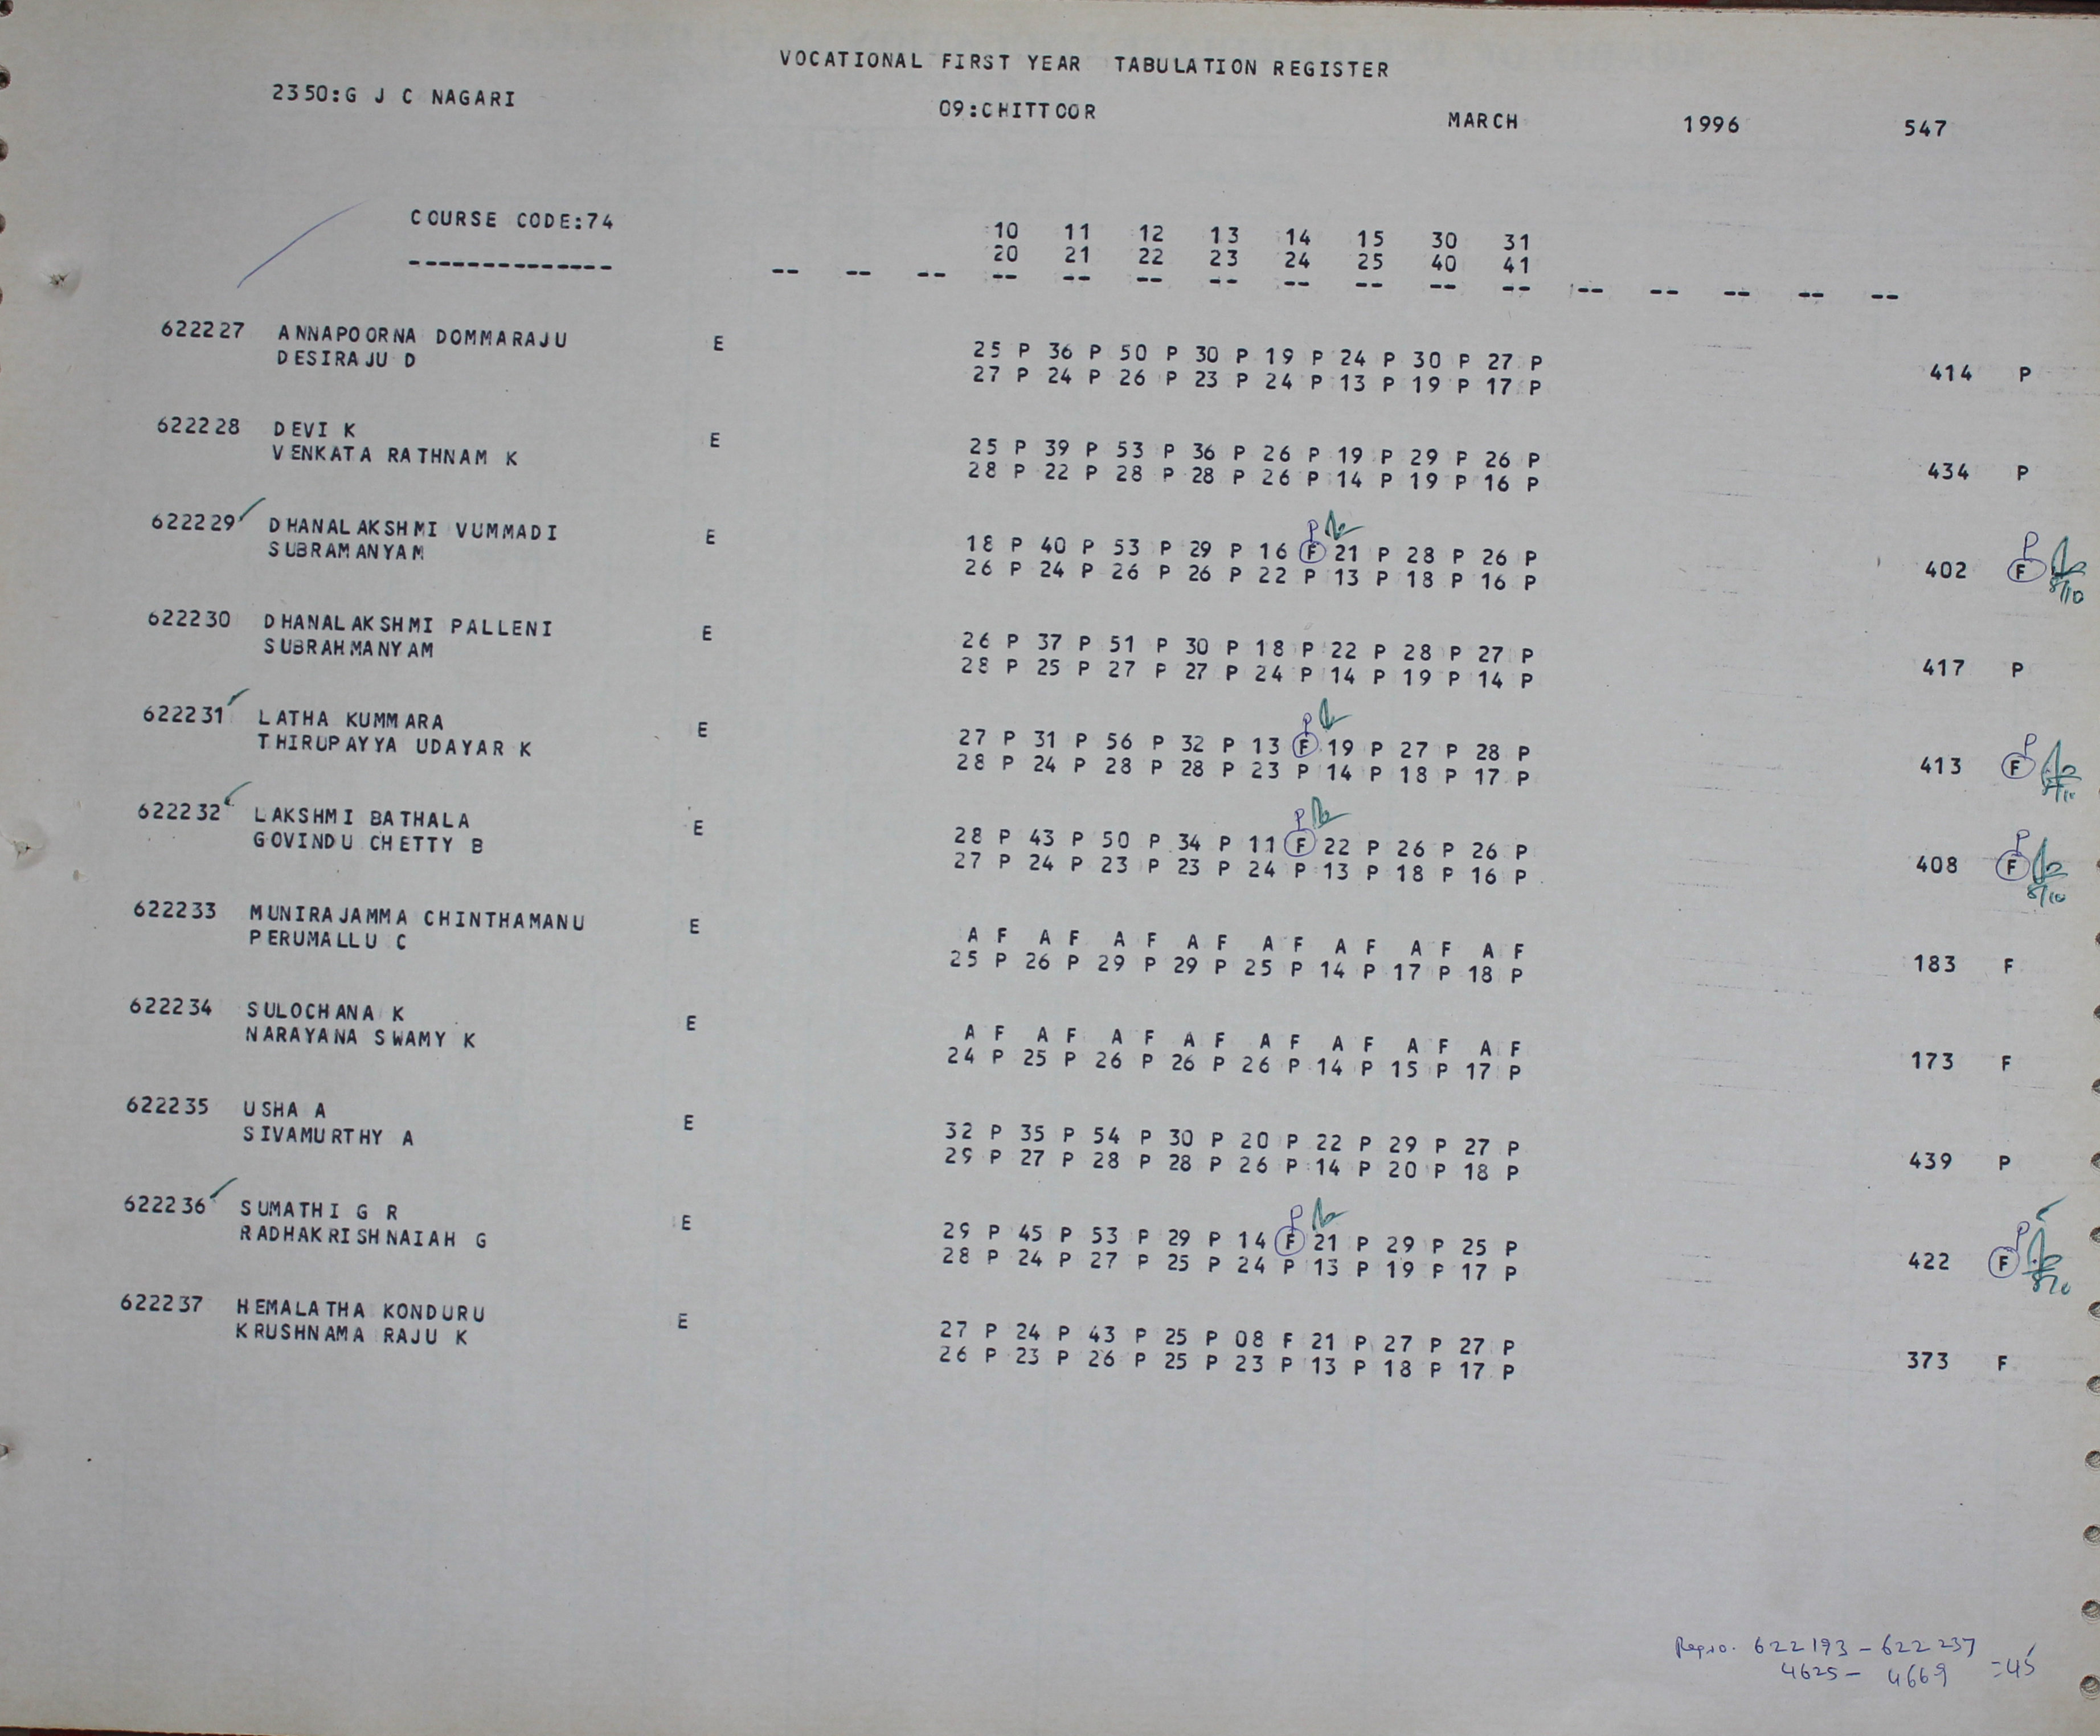 VOCATIONAL FIRST YEAR TABULATION REGISTER
2350:G J C NAGARI 09:CHITTOOR MARCH 1996 547
COURSE CODE:74 10 11 12 13 14 15 30 31
20 21 22 23 24 25 40 41
-------------- -- -- -- -- -- -- -- -- -- -- -- -- -- -- -- --
622227 ANNAPOORNA DOMMARAJU E 25 P 36 P 50 P 30 P 19 P 24 P 30 P 27 P
DESIRAJU D 27 P 24 P 26 P 23 P 24 P 13 P 19 P 17 P 414 P
622228 DEVI K E 25 P 39 P 53 P 36 P 26 P 19 P 29 P 26 P
VENKATA RATHNAM K 28 P 22 P 28 P 28 P 26 P 14 P 19 P 16 P 434 P
P
622229 DHANALAKSHMI VUMMADI E 18 P 40 P 53 P 29 P 16 F 21 P 28 P 26 P P
SUBRAMANYAM 26 P 24 P 26 P 26 P 22 P 13 P 18 P 16 P 402 F
8/10
622230 DHANALAKSHMI PALLENI E 26 P 37 P 51 P 30 P 18 P 22 P 28 P 27 P
SUBRAHMANYAM 28 P 25 P 27 P 27 P 24 P 14 P 19 P 14 P 417 P
P
622231 LATHA KUMMARA E 27 P 31 P 56 P 32 P 13 F 19 P 27 P 28 P P
THIRUPAYYA UDAYAR K 28 P 24 P 28 P 28 P 23 P 14 P 18 P 17 P 413 F
8/10
P
622232 LAKSHMI BATHALA E 28 P 43 P 50 P 34 P 11 F 22 P 26 P 26 P P
GOVINDU CHETTY B 27 P 24 P 23 P 23 P 24 P 13 P 18 P 16 P 408 F
8/10
622233 MUNIRAJAMMA CHINTHAMANU E A F A F A F A F A F A F A F A F
PERUMALLU C 25 P 26 P 29 P 29 P 25 P 14 P 17 P 18 P 183 F
622234 SULOCHANA K E A F A F A F A F A F A F A F A F
NARAYANA SWAMY K 24 P 25 P 26 P 26 P 26 P 14 P 15 P 17 P 173 F
622235 USHA A E 32 P 35 P 54 P 30 P 20 P 22 P 29 P 27 P
SIVAMURTHY A 29 P 27 P 28 P 28 P 26 P 14 P 20 P 18 P 439 P
P
622236 SUMATHI G R E 29 P 45 P 53 P 29 P 14 F 21 P 29 P 25 P P
RADHAKRISHNAIAH G 28 P 24 P 27 P 25 P 24 P 13 P 19 P 17 P 422 F
8/10
622237 HEMALATHA KONDURU E 27 P 24 P 43 P 25 P 08 F 21 P 27 P 27 P
KRUSHNAMA RAJU K 26 P 23 P 26 P 25 P 23 P 13 P 18 P 17 P 373 F
622193 - 622237
4625 - 4669 = 45